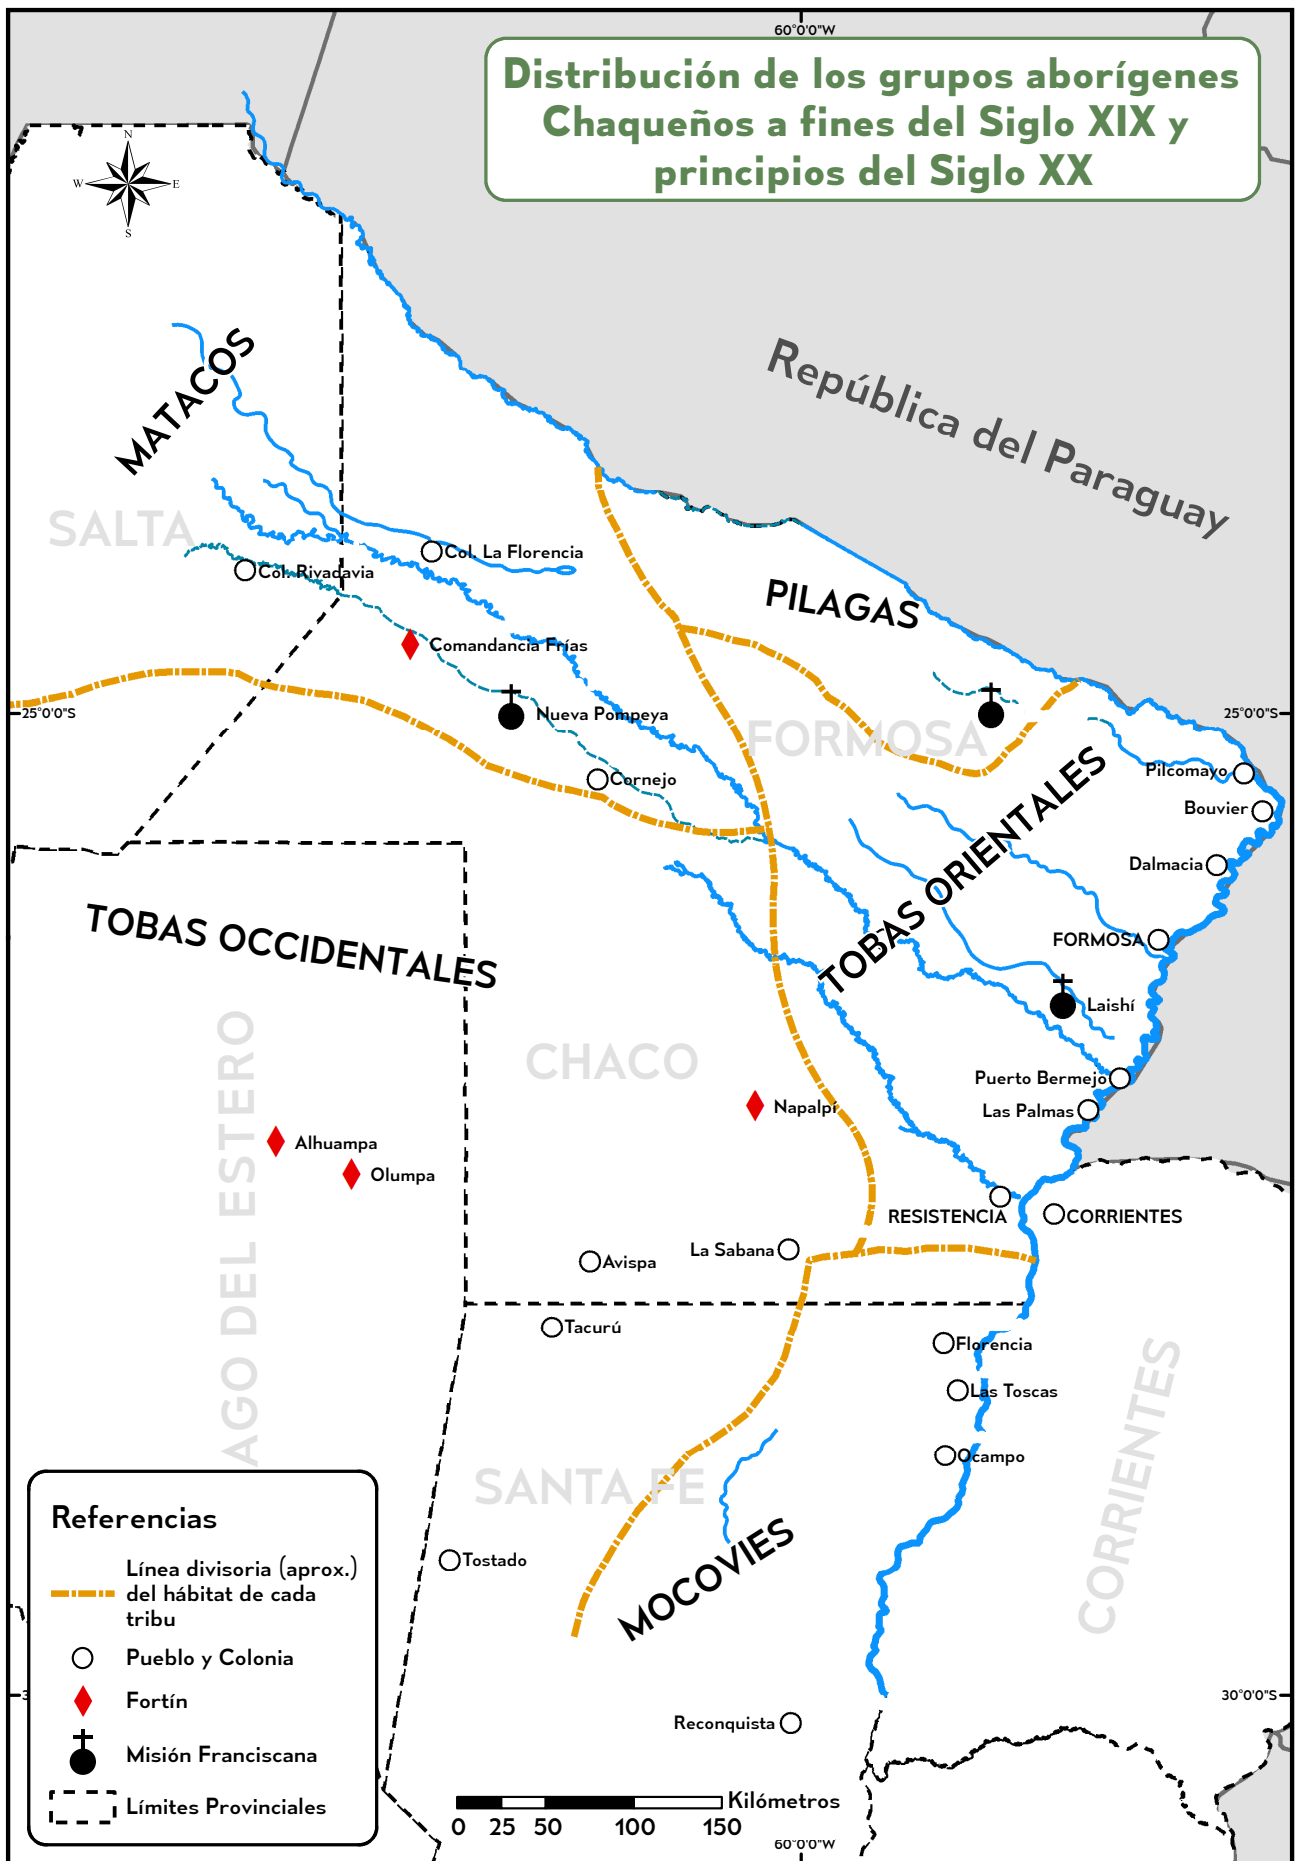 60°0'0"W
Distribución de los grupos aborígenes
Chaqueños a fines del Siglo XIX y
principios del Siglo XX
N
W
E
S
República del Paraguay
MATACOS
SALTA
Col. La Florencia
Col. Rivadavia
PILAGAS
Comandancia Frías
Nueva Pompeya
25°0'0"S
25°0'0"S
FORMOSA
Cornejo
Pilcomayo
Bouvier
TOBAS ORIENTALES
Dalmacia
TOBAS OCCIDENTALES
FORMOSA
Laishí
CHACO
Puerto Bermejo
Las Palmas
Napalpí
AGO DEL ESTERO
Alhuampa
Olumpa
RESISTENCIA
CORRIENTES
La Sabana
Avispa
Tacurú
Florencia
Las Toscas
CORRIENTES
Ocampo
SANTA FE
MOCOVIES
Tostado
Reconquista
30°0'0"S
3
Referencias
Línea divisoria (aprox.)
del hábitat de cada
tribu
Pueblo y Colonia
Fortín
Misión Franciscana
Límites Provinciales
Kilómetros
0 25 50 100 150
60°0'0"W